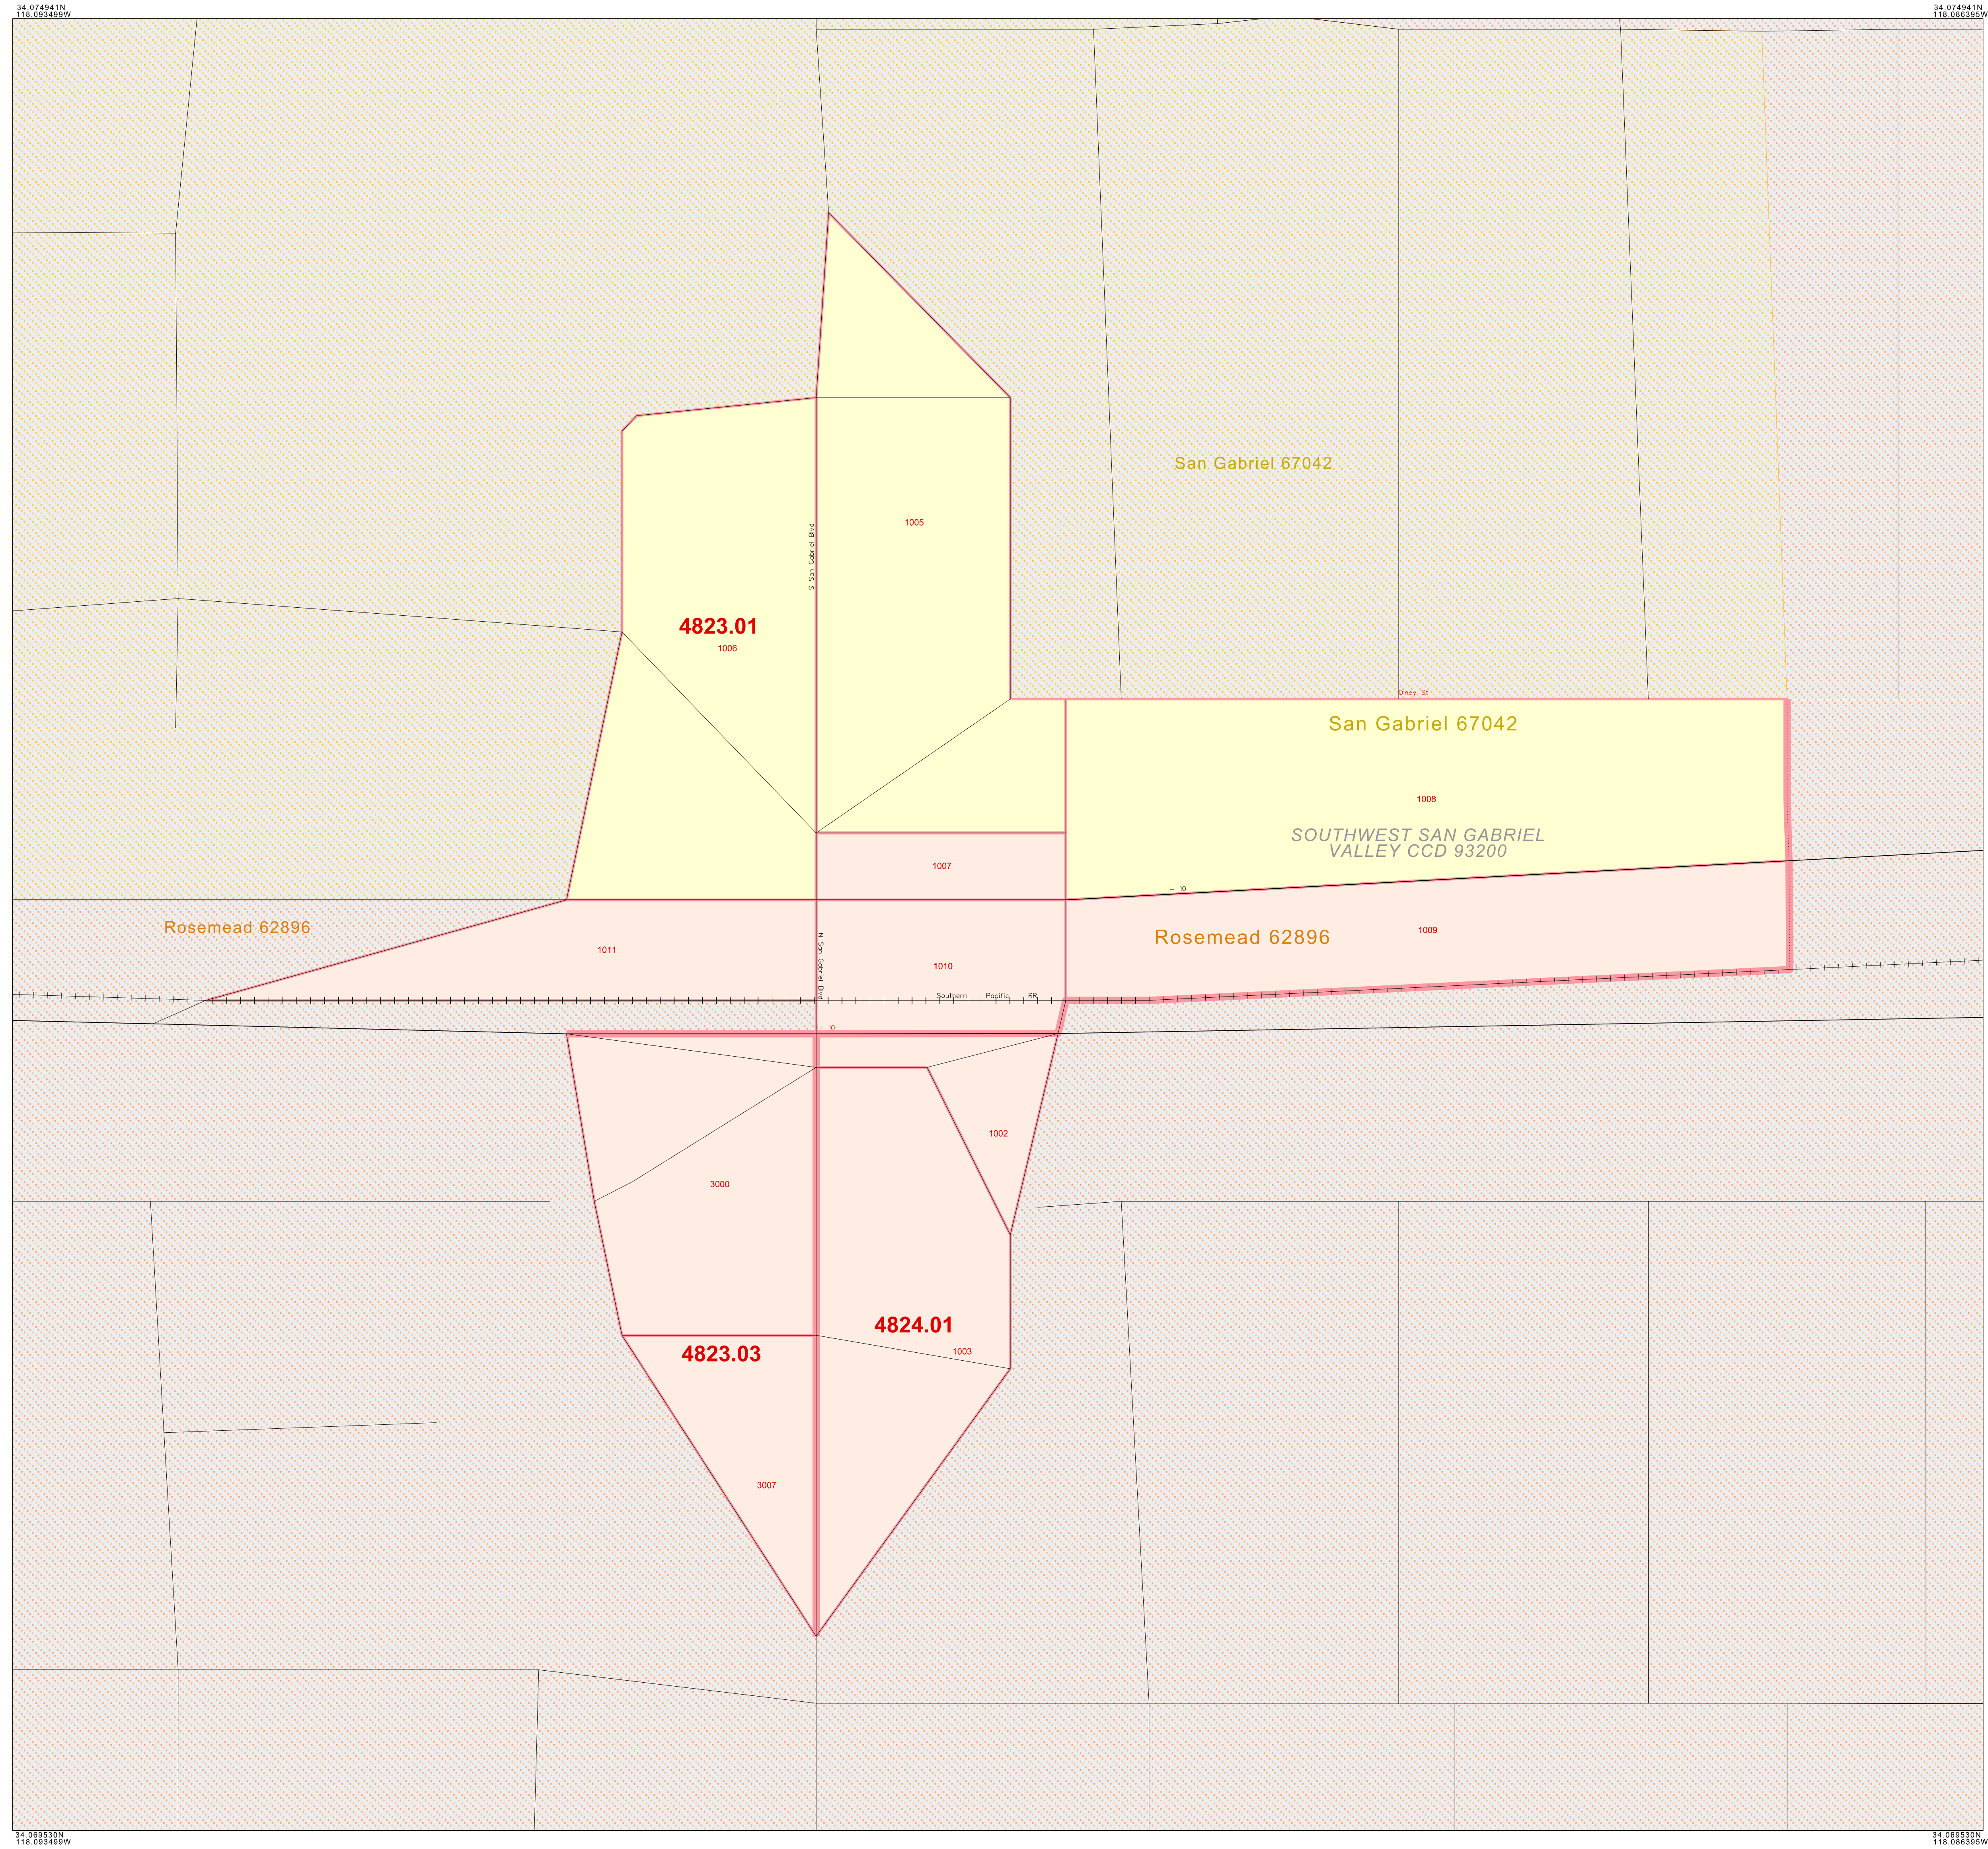 34.074941N
118.093499W
34.074941N
118.086395W
San Gabriel 67042
1005
S San Gabriel Blvd
4823.01
1006
Olney St
San Gabriel 67042
1008
SOUTHWEST SAN GABRIEL
VALLEY CCD 93200
1007
I- 10
Rosemead 62896
1011
N San Gabriel Blvd
1010
Rosemead 62896
1009
Southern Pacific RR
I- 10
1002
3000
4824.01
1003
4823.03
3007
34.069530N
118.093499W
34.069530N
118.086395W